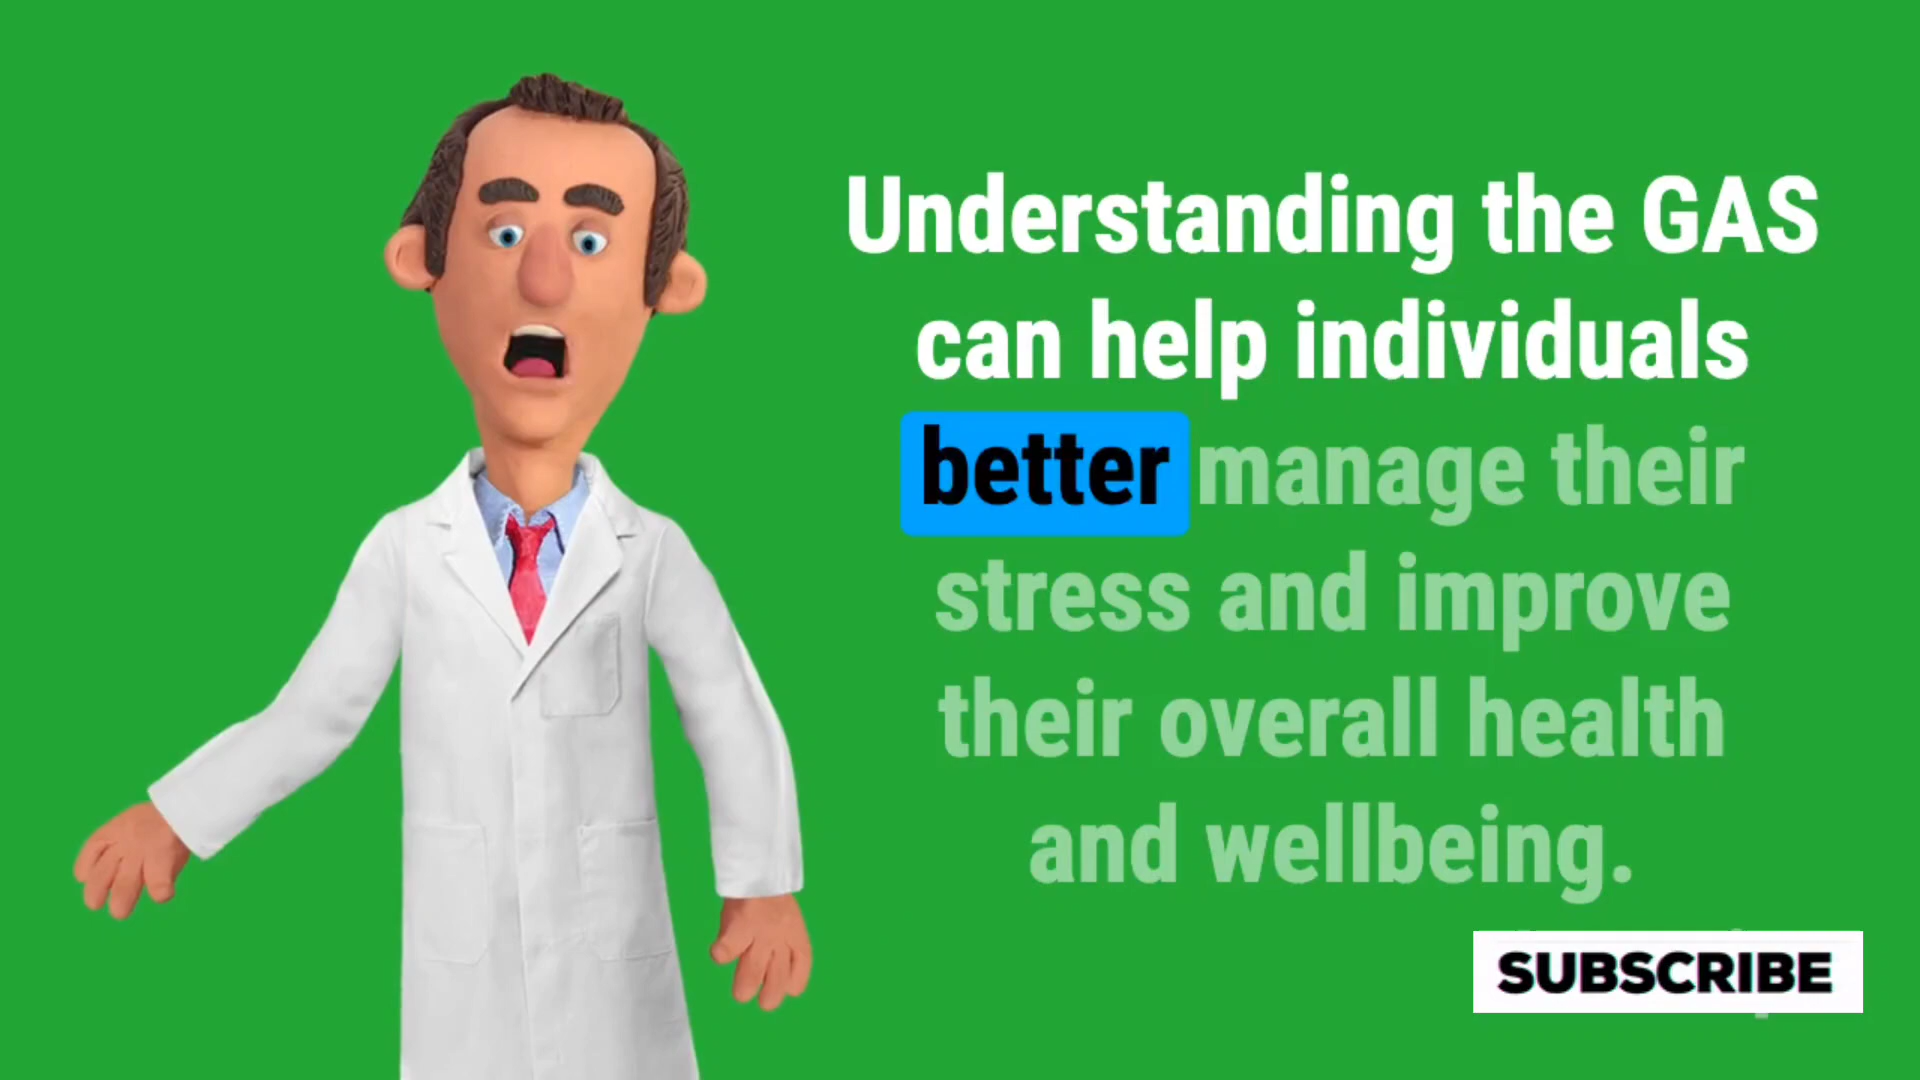 Understanding the GAS
can help individuals
better manage their
stress and improve
their overall health
and wellbeing.
SUBSCRIBE